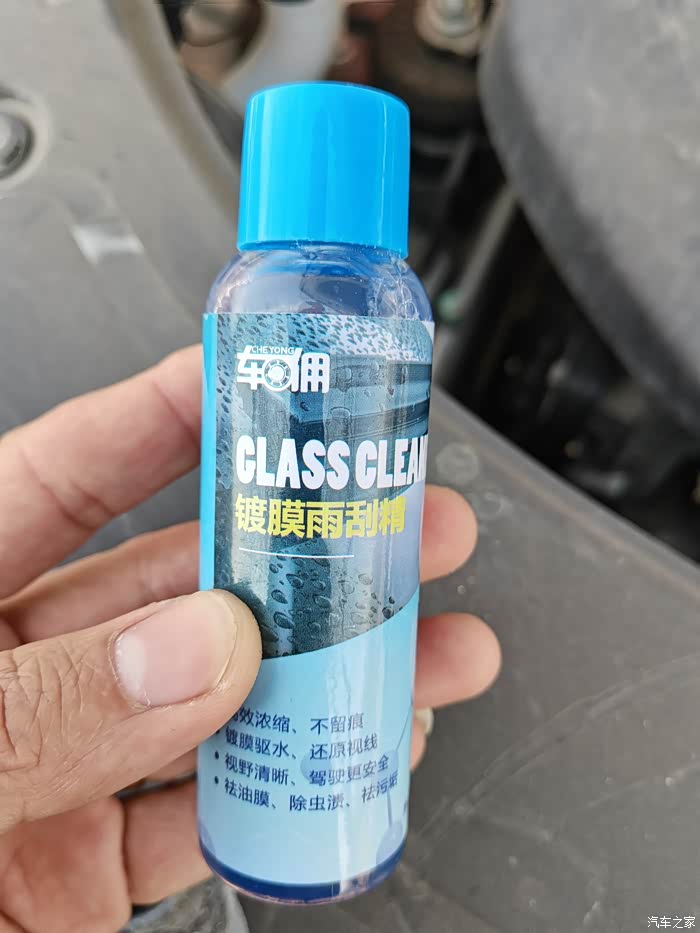 CHE YONG
车佣
GLASS CLEAN
镀膜雨刮精
效浓缩、不留痕
• 镀膜驱水、还原视线
• 视野清晰、驾驶更安全
• 祛油膜、除虫渍、祛污垢
汽车之家